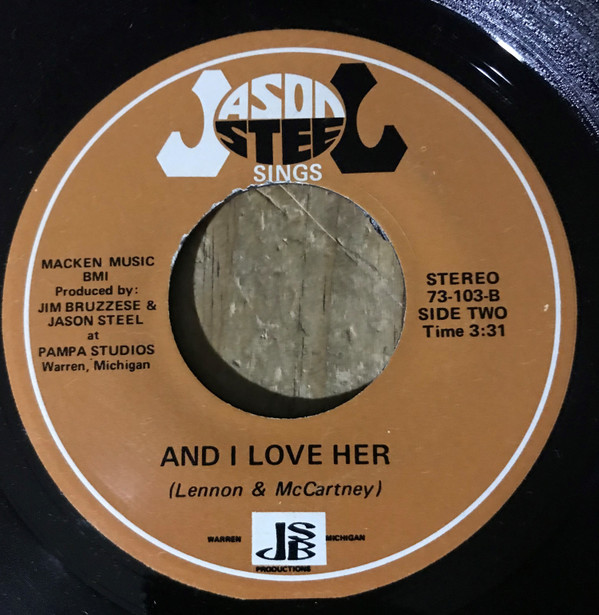 JASON
STEEL
SINGS
MACKEN MUSIC
BMI
Produced by:
JIM BRUZZESE &
JASON STEEL
at
PAMPA STUDIOS
Warren, Michigan
STEREO
73-103-B
SIDE TWO
Time 3:31
AND I LOVE HER
(Lennon & McCartney)
WARREN JSB MICHIGAN
PRODUCTIONS